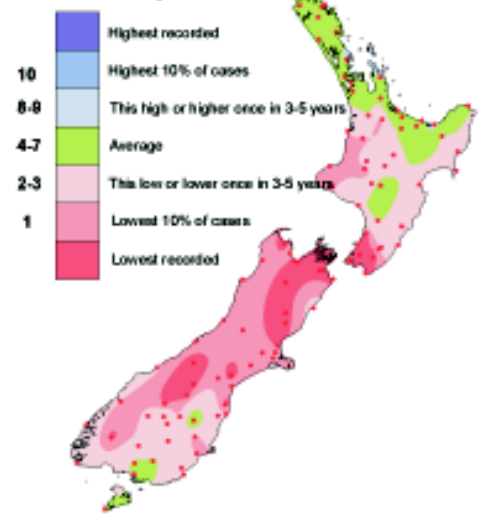 Highest recorded
10 Highest 10% of cases
8-9 This high or higher once in 3-5 years
4-7 Average
2-3 This low or lower once in 3-5 years
1 Lowest 10% of cases
Lowest recorded